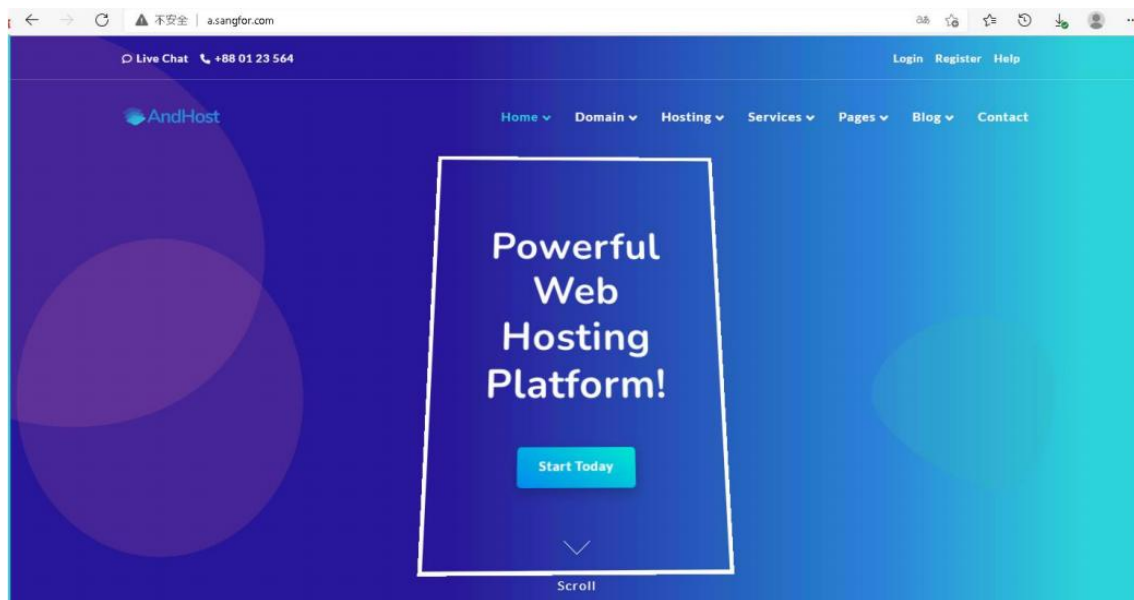 不安全 | a.sangfor.com
Live Chat +88 01 23 564
Login Register Help
AndHost
Home Domain Hosting Services Pages Blog Contact
Powerful
Web
Hosting
Platform!
Start Today
Scroll